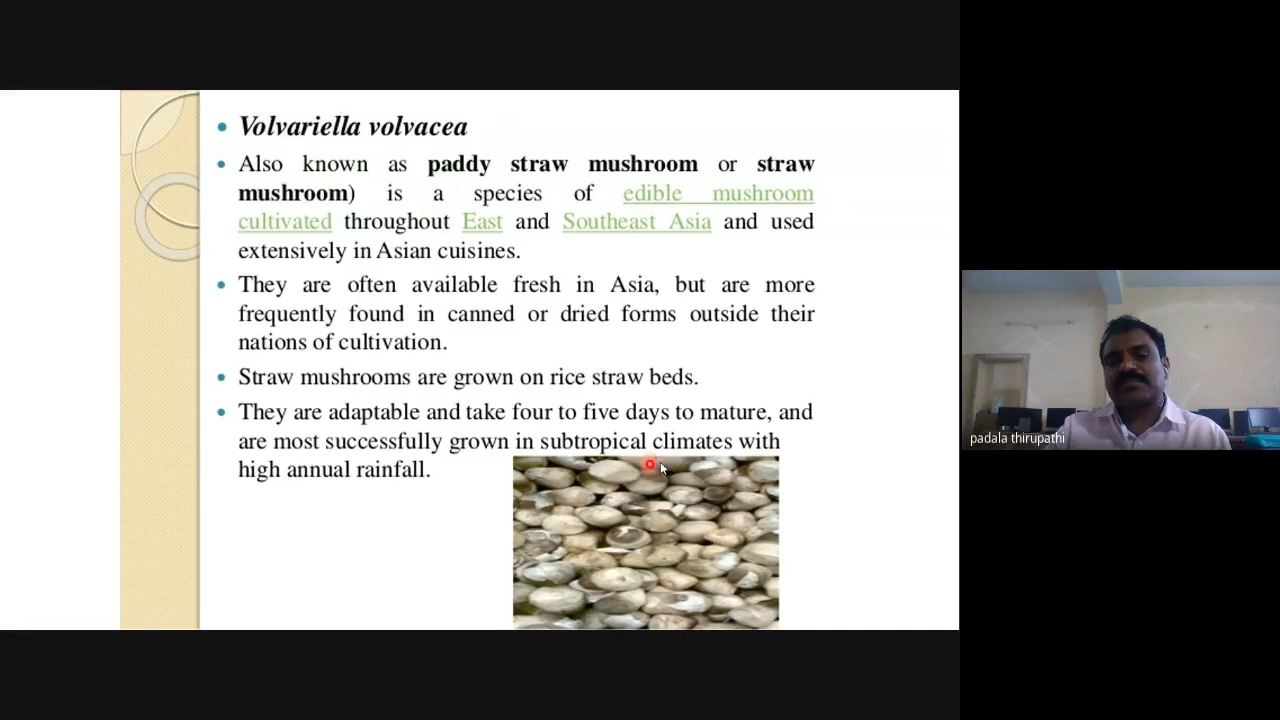 Volvariella volvacea
Also known as paddy straw mushroom or straw
mushroom) is a species of edible mushroom
cultivated throughout East and Southeast Asia and used
extensively in Asian cuisines.
They are often available fresh in Asia, but are more
frequently found in canned or dried forms outside their
nations of cultivation.
Straw mushrooms are grown on rice straw beds.
They are adaptable and take four to five days to mature, and
are most successfully grown in subtropical climates with
high annual rainfall.
padala thirupathi